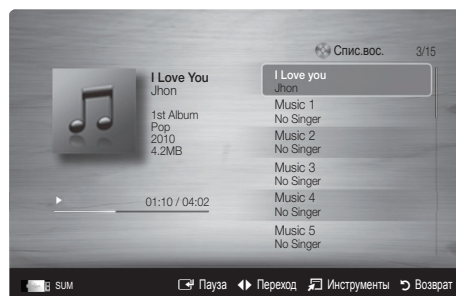 Спис.вос. 3/15
I Love You
Jhon
1st Album
Pop
2010
4.2MB
01:10 / 04:02
I Love you
Jhon
Music 1
No Singer
Music 2
No Singer
Music 3
No Singer
Music 4
No Singer
Music 5
No Singer
SUM Пауза Переход Инструменты Возврат